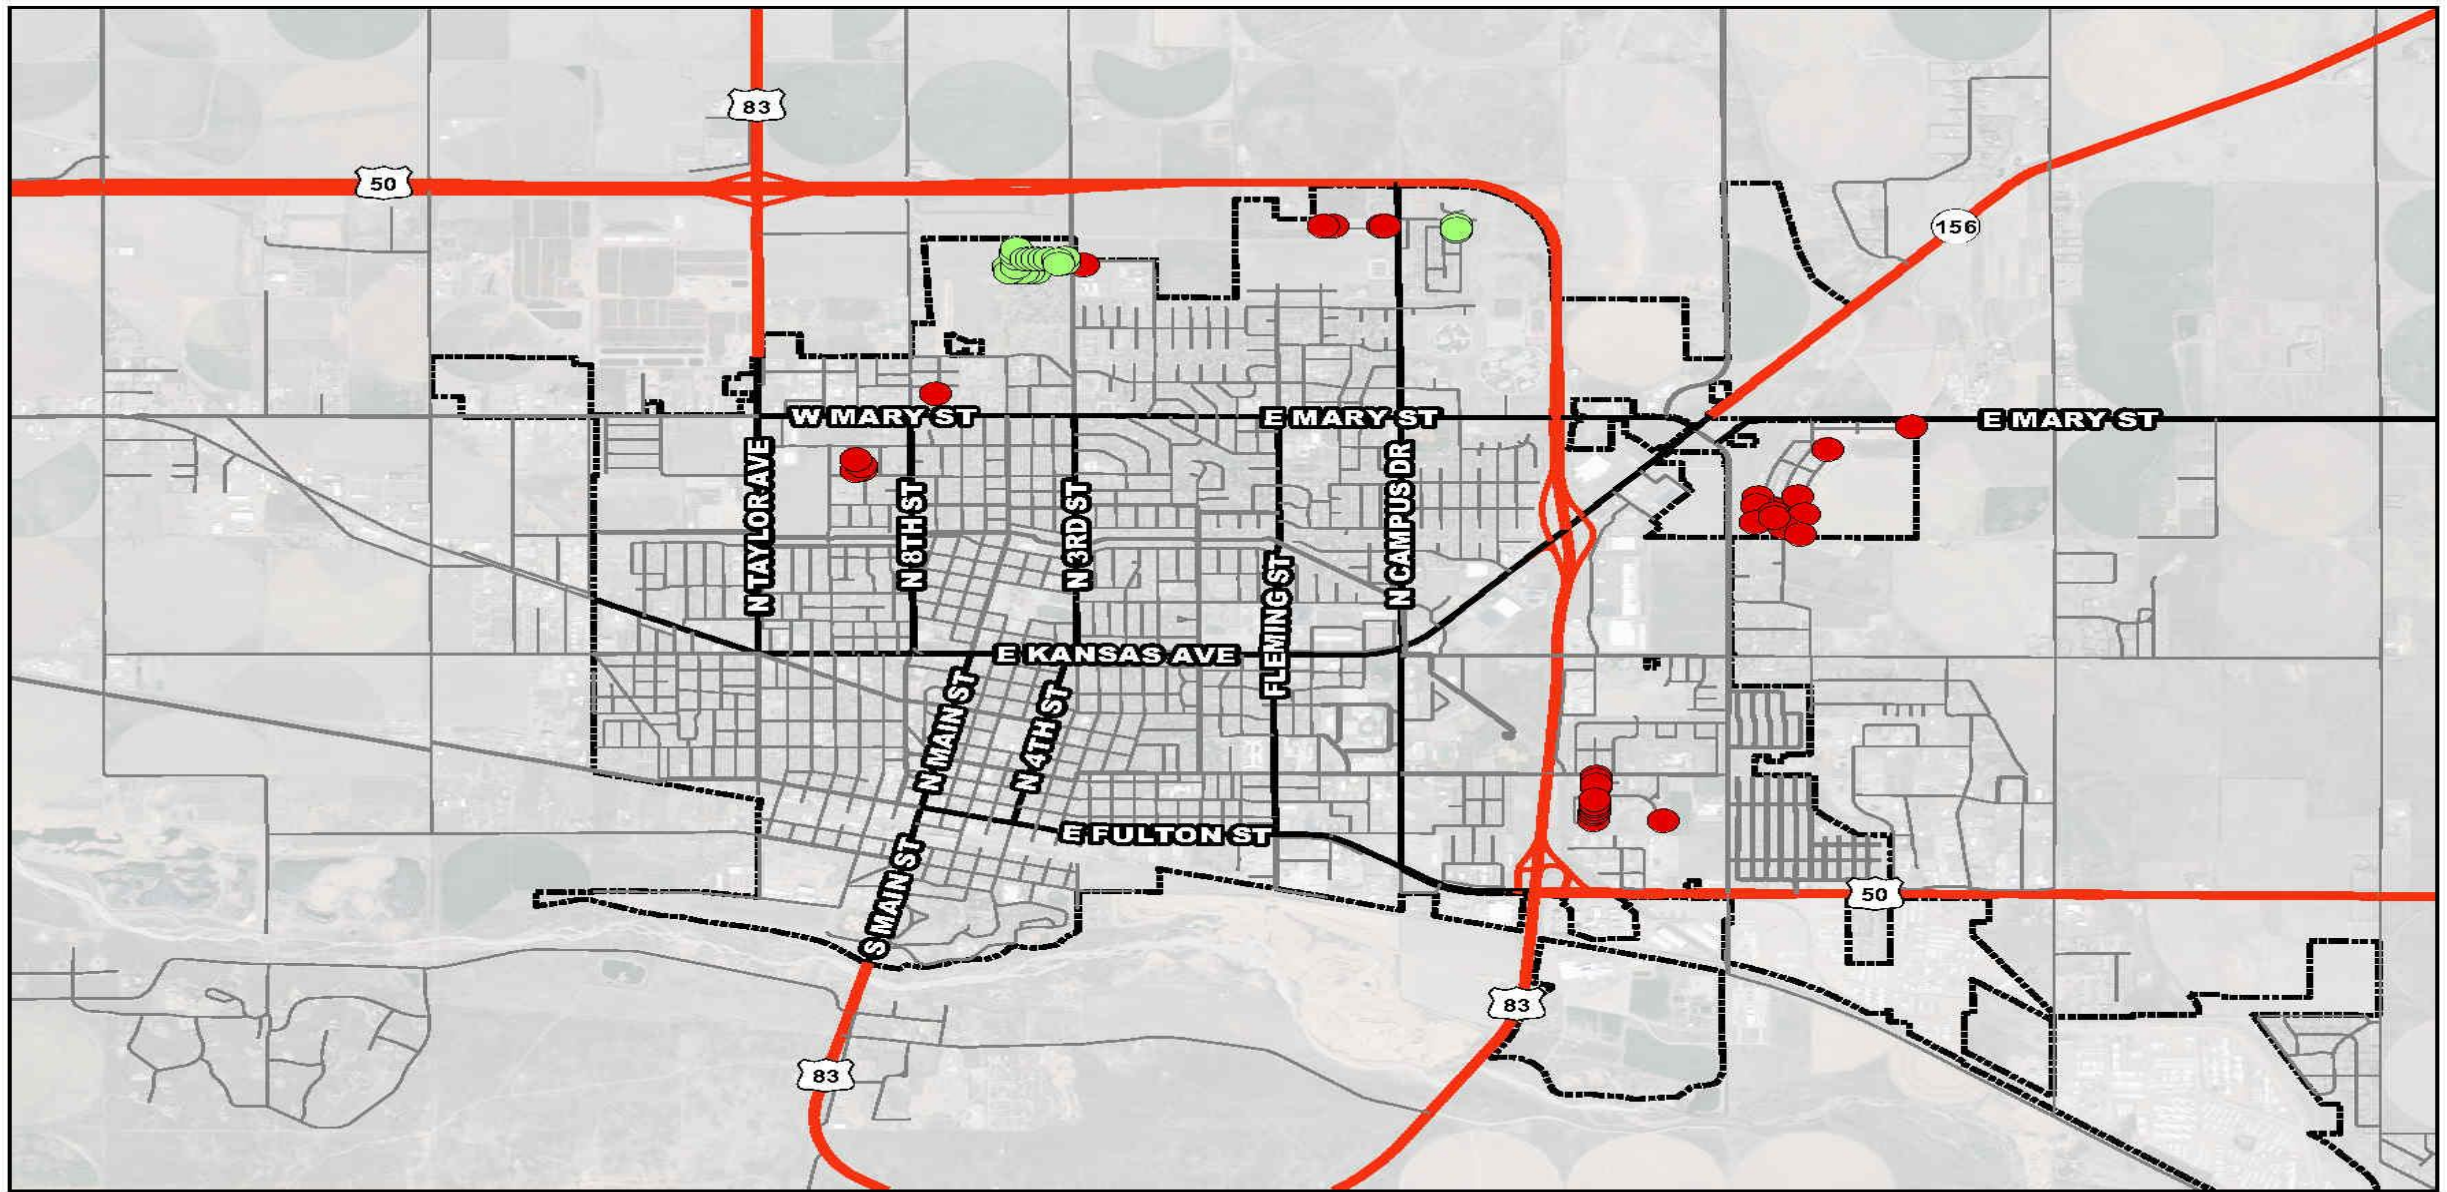 83
50
156
W MARY ST
E MARY ST
E MARY ST
N TAYLOR AVE
N 8TH ST
N 3RD ST
FLEMING ST
N CAMPUS DR
E KANSAS AVE
N MAIN ST
N 4TH ST
E FULTON ST
S MAIN ST
50
83
83